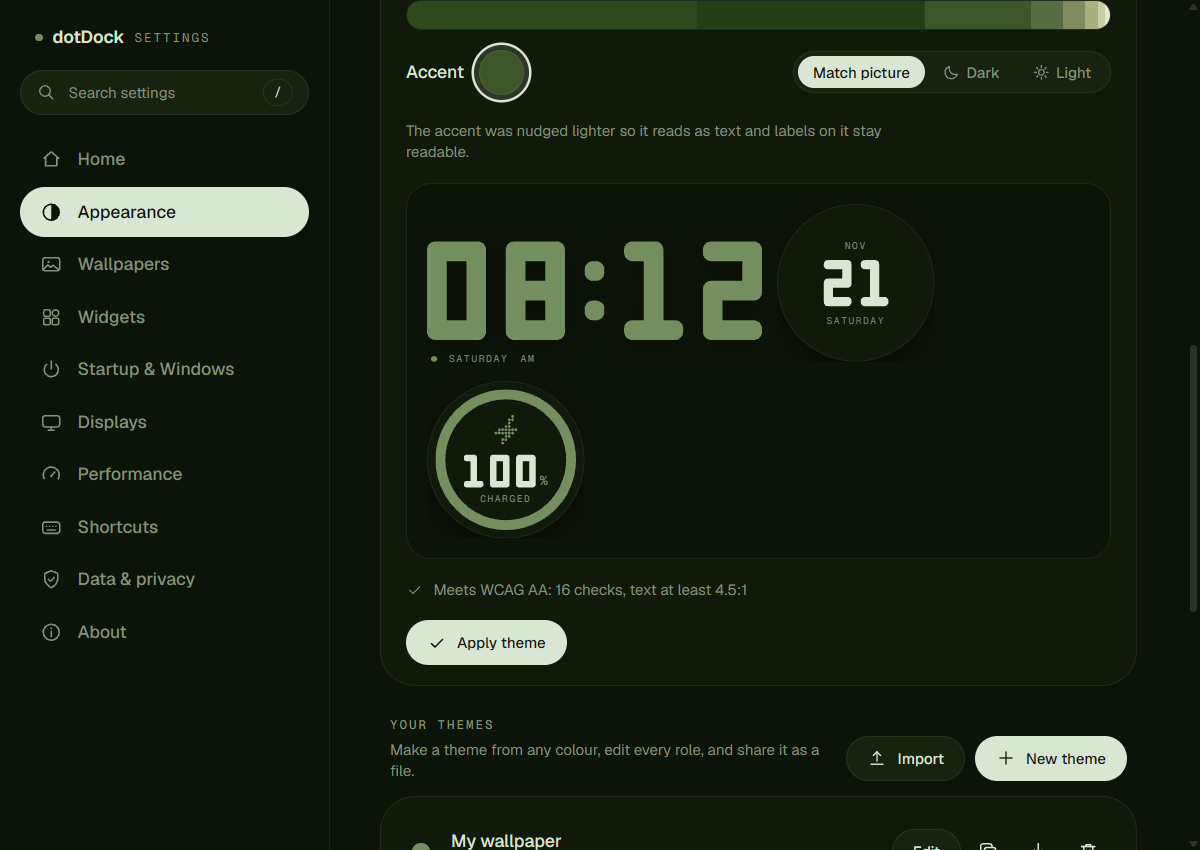 dotDock SETTINGS
Search settings /
Home
Appearance
Wallpapers
Widgets
Startup & Windows
Displays
Performance
Shortcuts
Data & privacy
About
Accent
Match picture
Dark
Light
The accent was nudged lighter so it reads as text and labels on it stay
readable.
08:12
SATURDAY AM
NOV
21
SATURDAY
100%
CHARGED
Meets WCAG AA: 16 checks, text at least 4.5:1
Apply theme
YOUR THEMES
Make a theme from any colour, edit every role, and share it as a
file.
Import
New theme
My wallpaper
Edit